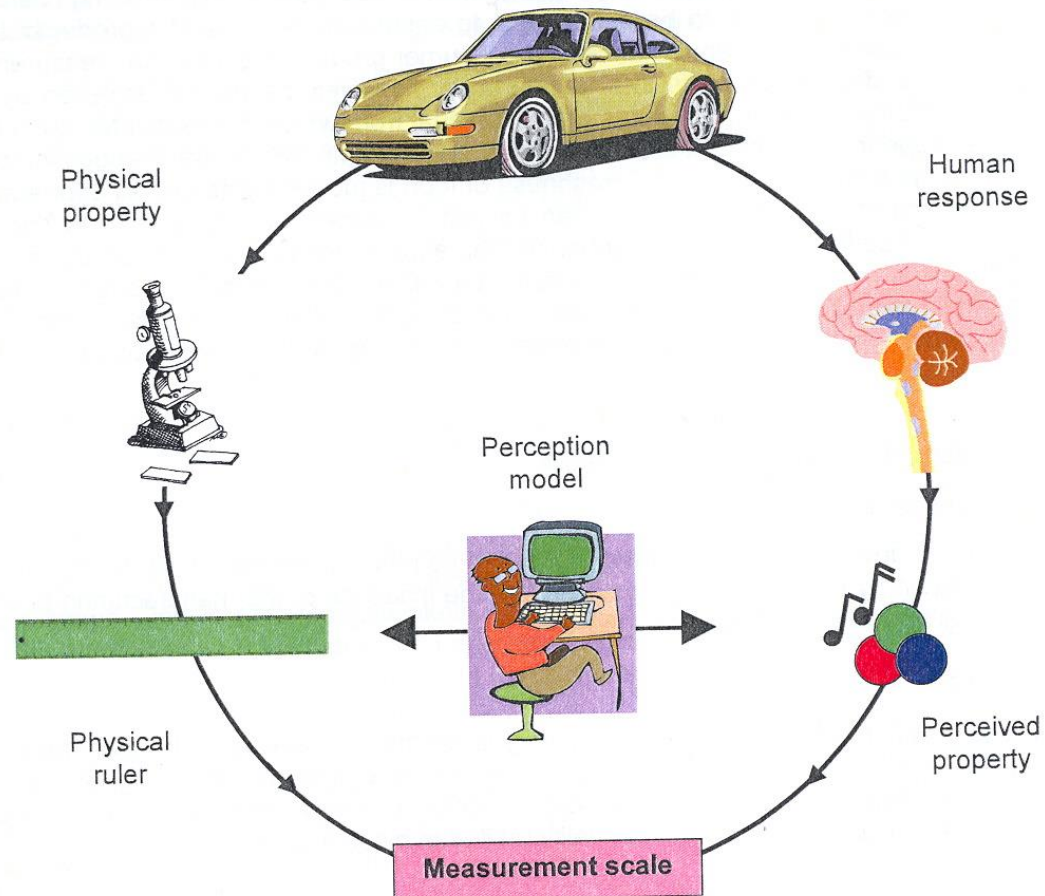 Physical
property
Human
response
Perception
model
Physical
ruler
Perceived
property
Measurement scale